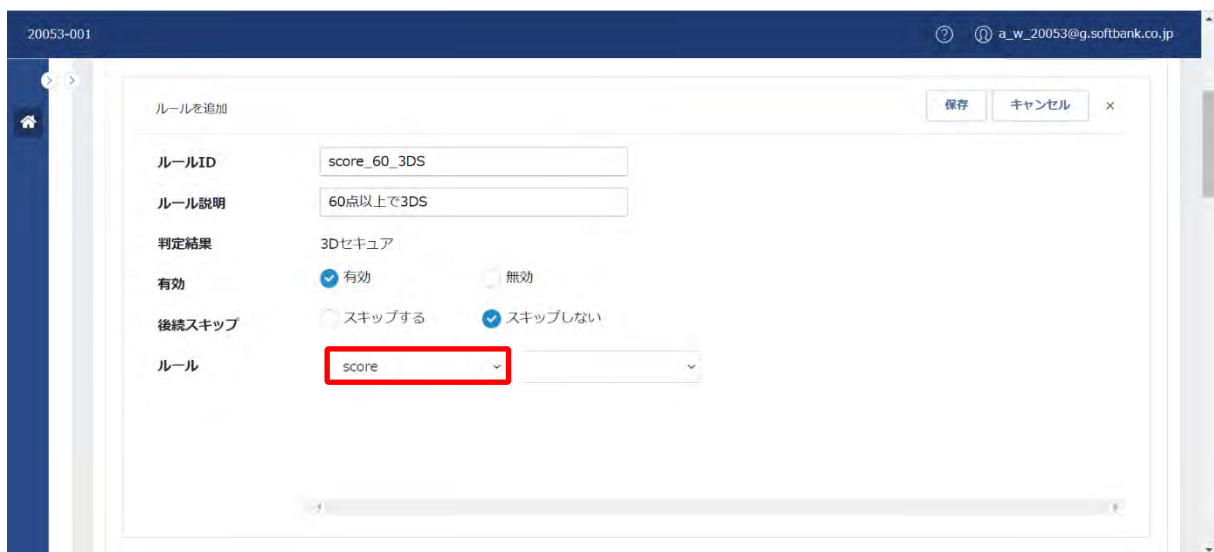 20053-001 a_w_20053@g.softbank.co.jp
ルールを追加 保存 キャンセル
ルールID score_60_3DS
ルール説明 60点以上で3DS
判定結果 3Dセキュア
有効 有効 無効
後続スキップ スキップする スキップしない
ルール score